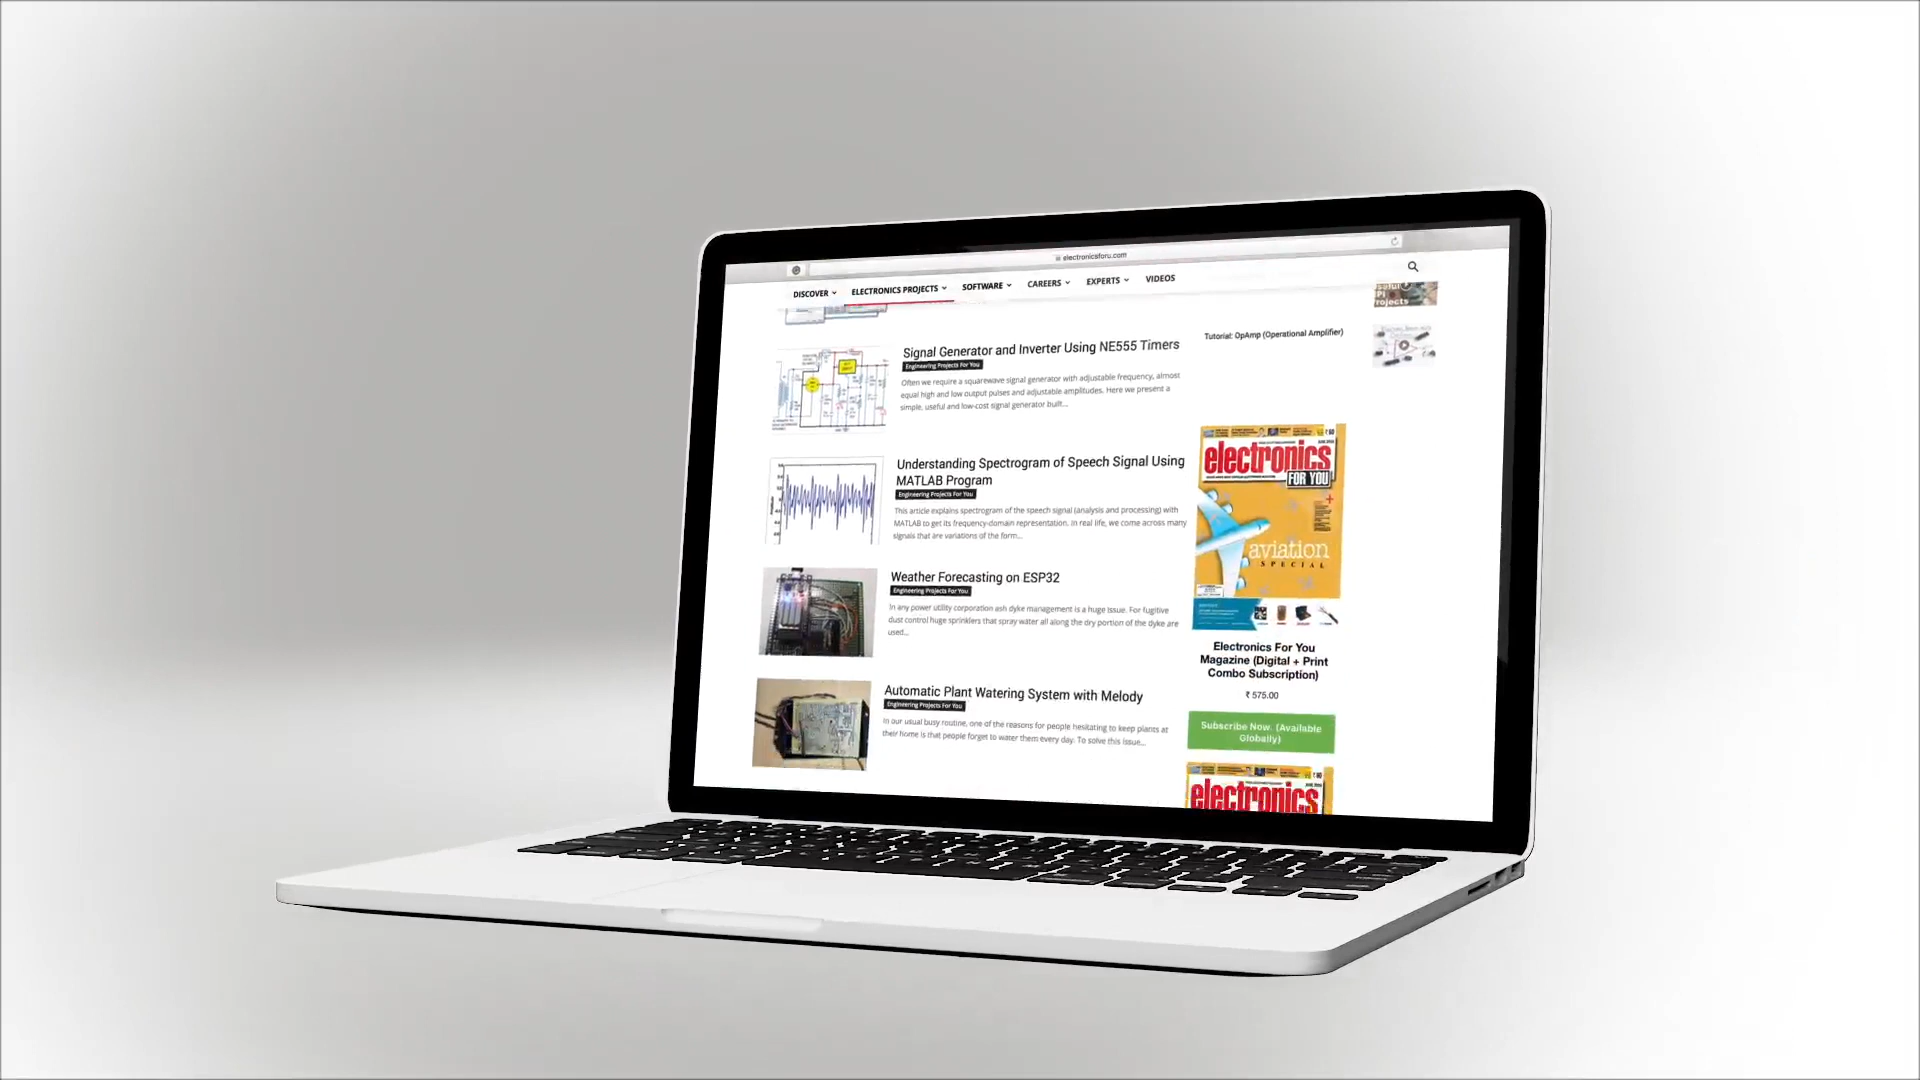 electronicsforu.com
DISCOVER
ELECTRONICS PROJECTS
SOFTWARE
CAREERS
EXPERTS
VIDEOS
Signal Generator and Inverter Using NE555 Timers
Engineering Projects For You
Often we require a squarewave signal generator with adjustable frequency, almost
equal high and low output pulses and adjustable amplitudes. Here we present a
simple, useful and low-cost signal generator built...
Understanding Spectrogram of Speech Signal Using
MATLAB Program
Engineering Projects For You
This article explains spectrogram of the speech signal (analysis and processing) with
MATLAB to get its frequency-domain representation. In real life, we come across many
signals that are variations of the form...
Weather Forecasting on ESP32
Engineering Projects For You
In any power utility corporation ash dyke management is a huge issue. For fugitive
dust control huge sprinklers that spray water all along the dry portion of the dyke are
used...
Automatic Plant Watering System with Melody
Engineering Projects For You
In our usual busy routine, one of the reasons for people hesitating to keep plants at
their home is that people forget to water them every day. To solve this issue...
Pi
Projects
Tutorial: OpAmp (Operational Amplifier)
electronics
FOR YOU
aviation
SPECIAL
Electronics For You
Magazine (Digital + Print
Combo Subscription)
₹ 575.00
Subscribe Now. (Available
Globally)
electronics